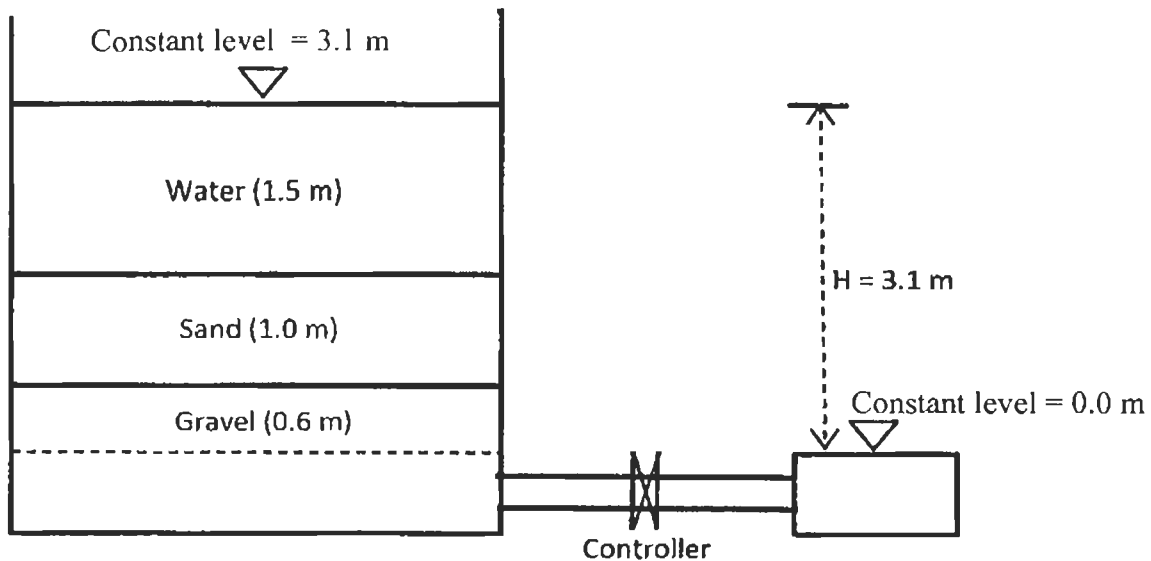 Constant level = 3.1 m
Water (1.5 m)
H = 3.1 m
Sand (1.0 m)
Constant level = 0.0 m
Gravel (0.6 m)
Controller